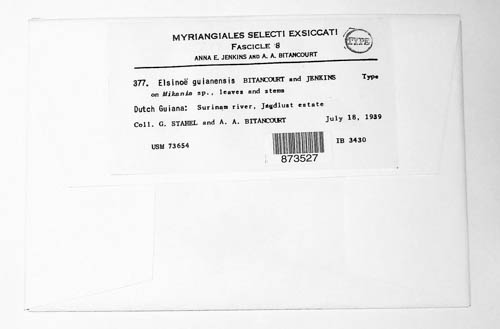 MYRIANGIALES SELECTI EXSICCATI
FASCICLE 8
ANNA E. JENKINS AND A. A. BITANCOURT
TYPE
377. Elsinoë guianensis BITANCOURT and JENKINS Type
on Mikania sp., leaves and stems
Dutch Guiana: Surinam river, Jagdlust estate
Coll. G. STAHEL and A. A. BITANCOURT July 18, 1939
USM 73654 IB 3430
873527